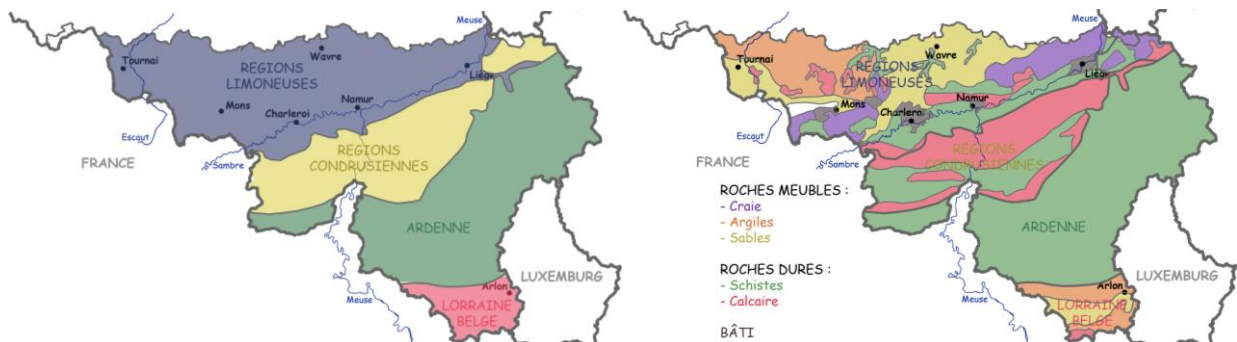 Meuse
Tournai
Wavre
REGIONS
LIMONEUSES
Liège
Mons
Namur
Charleroi
Escaut
Sambre
FRANCE
REGIONS
CONDRUSIENNES
ARDENNE
LUXEMBURG
Meuse
Arlon
LORRAINE
BELGE
Meuse
Tournai
Wavre
REGIONS
LIMONEUSES
Liège
Mons
Namur
Charleroi
Escaut
Sambre
FRANCE
REGIONS
CONDRUSIENNES
ROCHES MEUBLES :
- Craie
- Argiles
- Sables
ARDENNE
ROCHES DURES :
- Schistes
- Calcaire
LUXEMBURG
Meuse
Arlon
LORRAINE
BELGE
BÂTI